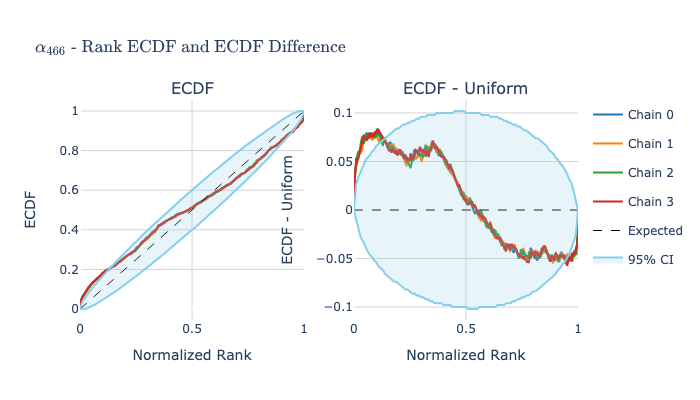 α₄₆₆ - Rank ECDF and ECDF Difference
ECDF
ECDF
1
0.8
0.6
0.4
0.2
0
0
0.5
1
Normalized Rank
ECDF - Uniform
ECDF - Uniform
0.1
0.05
0
−0.05
−0.1
0
0.5
1
Normalized Rank
Chain 0
Chain 1
Chain 2
Chain 3
Expected
95% CI